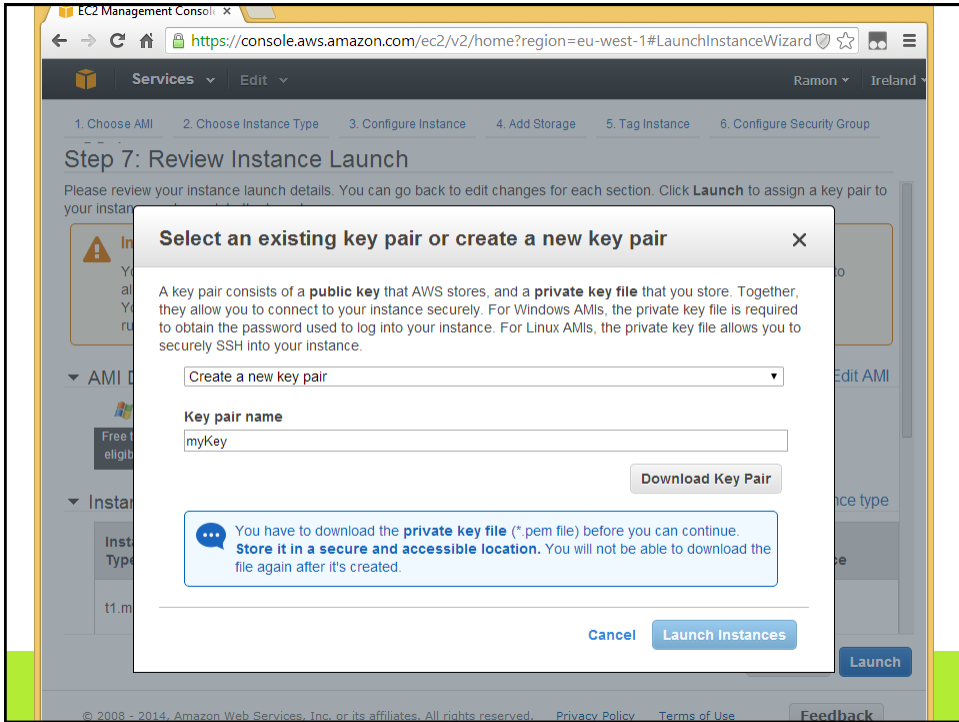 EC2 Management Console
https://console.aws.amazon.com/ec2/v2/home?region=eu-west-1#LaunchInstanceWizard
Services Edit Ramon Ireland
1. Choose AMI 2. Choose Instance Type 3. Configure Instance 4. Add Storage 5. Tag Instance 6. Configure Security Group
Step 7: Review Instance Launch
Please review your instance launch details. You can go back to edit changes for each section. Click Launch to assign a key pair to
your instan
Select an existing key pair or create a new key pair
A key pair consists of a public key that AWS stores, and a private key file that you store. Together,
they allow you to connect to your instance securely. For Windows AMIs, the private key file is required
to obtain the password used to log into your instance. For Linux AMIs, the private key file allows you to
securely SSH into your instance.
AMI D Edit AMI
Create a new key pair
Key pair name
Free t
eligib
myKey
Download Key Pair
Instan nce type
You have to download the private key file (*.pem file) before you can continue.
Store it in a secure and accessible location. You will not be able to download the
file again after it's created.
Insta
Type
t1.m
Cancel Launch Instances
Launch
© 2008 - 2014, Amazon Web Services, Inc. or its affiliates. All rights reserved. Privacy Policy Terms of Use Feedback